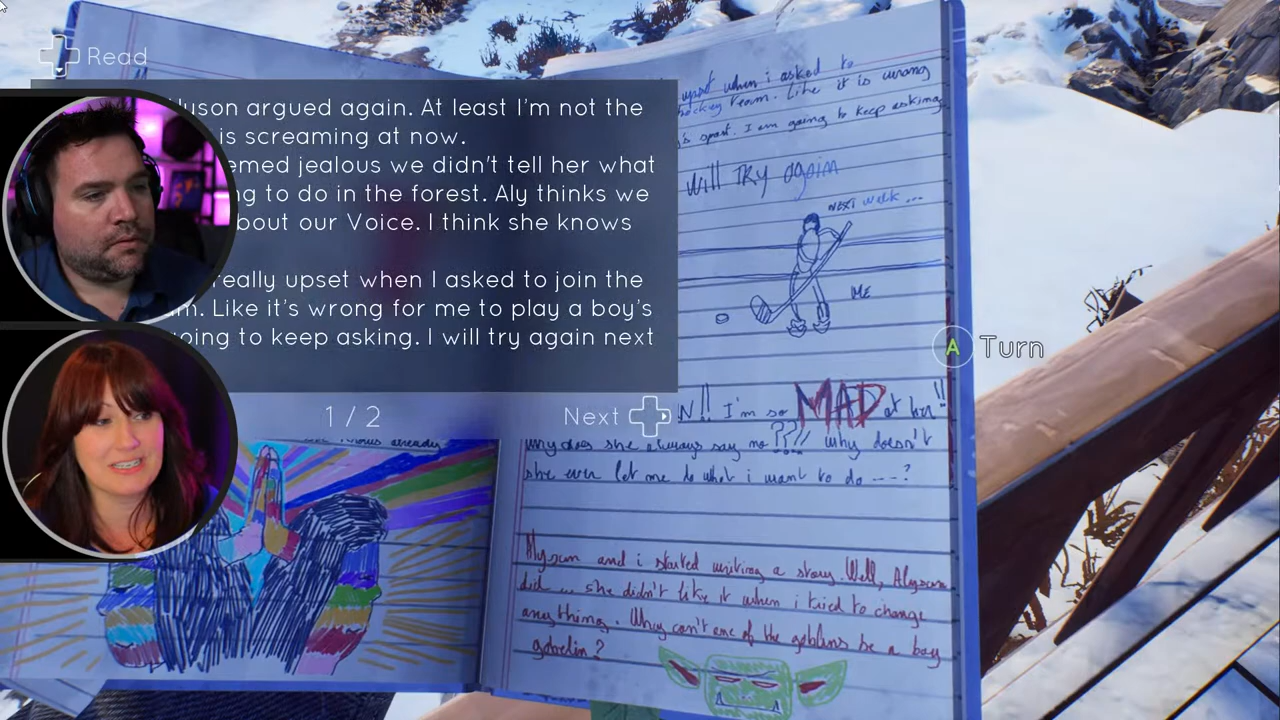 Read
lyson argued again. At least I'm not the
is screaming at now.
emed jealous we didn't tell her what
ng to do in the forest. Aly thinks we
bout our Voice. I think she knows
really upset when I asked to join the
m. Like it's wrong for me to play a boy's
oing to keep asking. I will try again next
1 / 2
Next
already
upset when i asked to
hockey team. Like it is wrong
's sport. I am going to keep asking
will TRY again
NEXT week ...
ME
N!! I'm so MAD at her!!
why does she always say no ??!! why doesn't
she ever let me do what i want to do ---?
Alyson and i started writing a story. Well, Alyson
did ... she didn't like it when i tried to change
anything. Why can't one of the goblins be a boy
gobelin?
A Turn